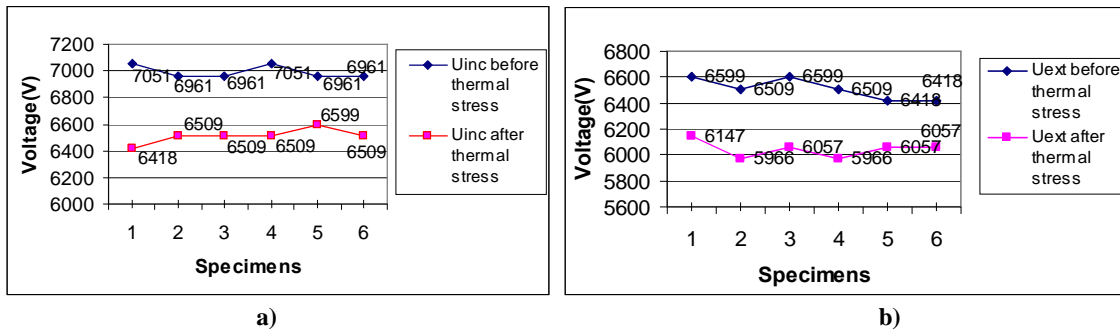 7200
7000
6800
6600
6400
6200
6000
Voltage(V)
7051
6961
6961
7051
6961
6961
6418
6509
6509
6509
6599
6509
1 2 3 4 5 6
Specimens
Uinc before
thermal
stress
Uinc after
thermal
stress
a)
6800
6600
6400
6200
6000
5800
5600
Voltage(V)
6599
6509
6599
6509
6418
6418
6147
5966
6057
5966
6057
6057
1 2 3 4 5 6
Specimens
Uext before
thermal
stress
Uext after
thermal
stress
b)